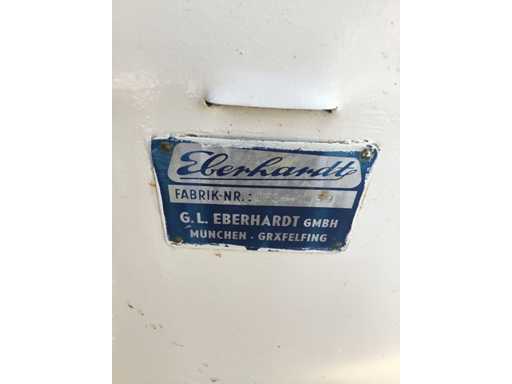 Eberhardt
FABRIK-NR.:
G.L. EBERHARDT GMBH
MÜNCHEN - GRÄFELFING